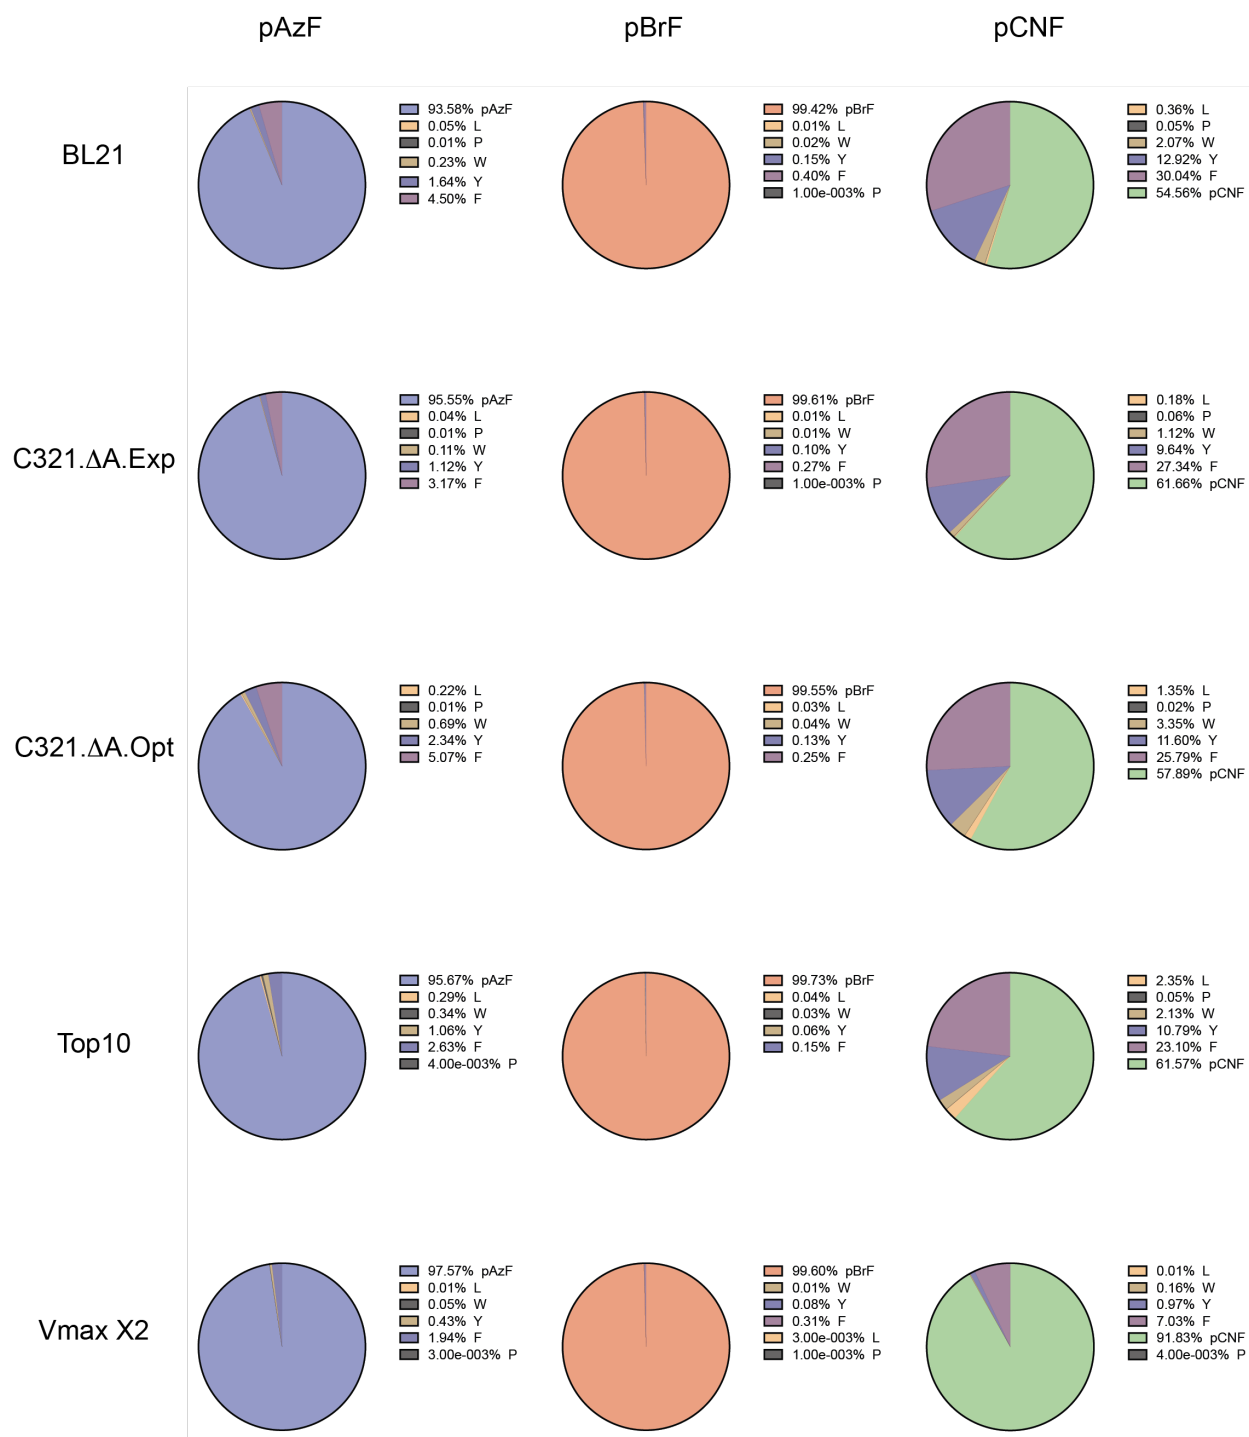 pAzF
pBrF
pCNF
BL21
93.58% pAzF
0.05% L
0.01% P
0.23% W
1.64% Y
4.50% F
99.42% pBrF
0.01% L
0.02% W
0.15% Y
0.40% F
1.00e-003% P
0.36% L
0.05% P
2.07% W
12.92% Y
30.04% F
54.56% pCNF
C321.ΔA.Exp
95.55% pAzF
0.04% L
0.01% P
0.11% W
1.12% Y
3.17% F
99.61% pBrF
0.01% L
0.01% W
0.10% Y
0.27% F
1.00e-003% P
0.18% L
0.06% P
1.12% W
9.64% Y
27.34% F
61.66% pCNF
C321.ΔA.Opt
0.22% L
0.01% P
0.69% W
2.34% Y
5.07% F
99.55% pBrF
0.03% L
0.04% W
0.13% Y
0.25% F
1.35% L
0.02% P
3.35% W
11.60% Y
25.79% F
57.89% pCNF
Top10
95.67% pAzF
0.29% L
0.34% W
1.06% Y
2.63% F
4.00e-003% P
99.73% pBrF
0.04% L
0.03% W
0.06% Y
0.15% F
2.35% L
0.05% P
2.13% W
10.79% Y
23.10% F
61.57% pCNF
Vmax X2
97.57% pAzF
0.01% L
0.05% W
0.43% Y
1.94% F
3.00e-003% P
99.60% pBrF
0.01% W
0.08% Y
0.31% F
3.00e-003% L
1.00e-003% P
0.01% L
0.16% W
0.97% Y
7.03% F
91.83% pCNF
4.00e-003% P